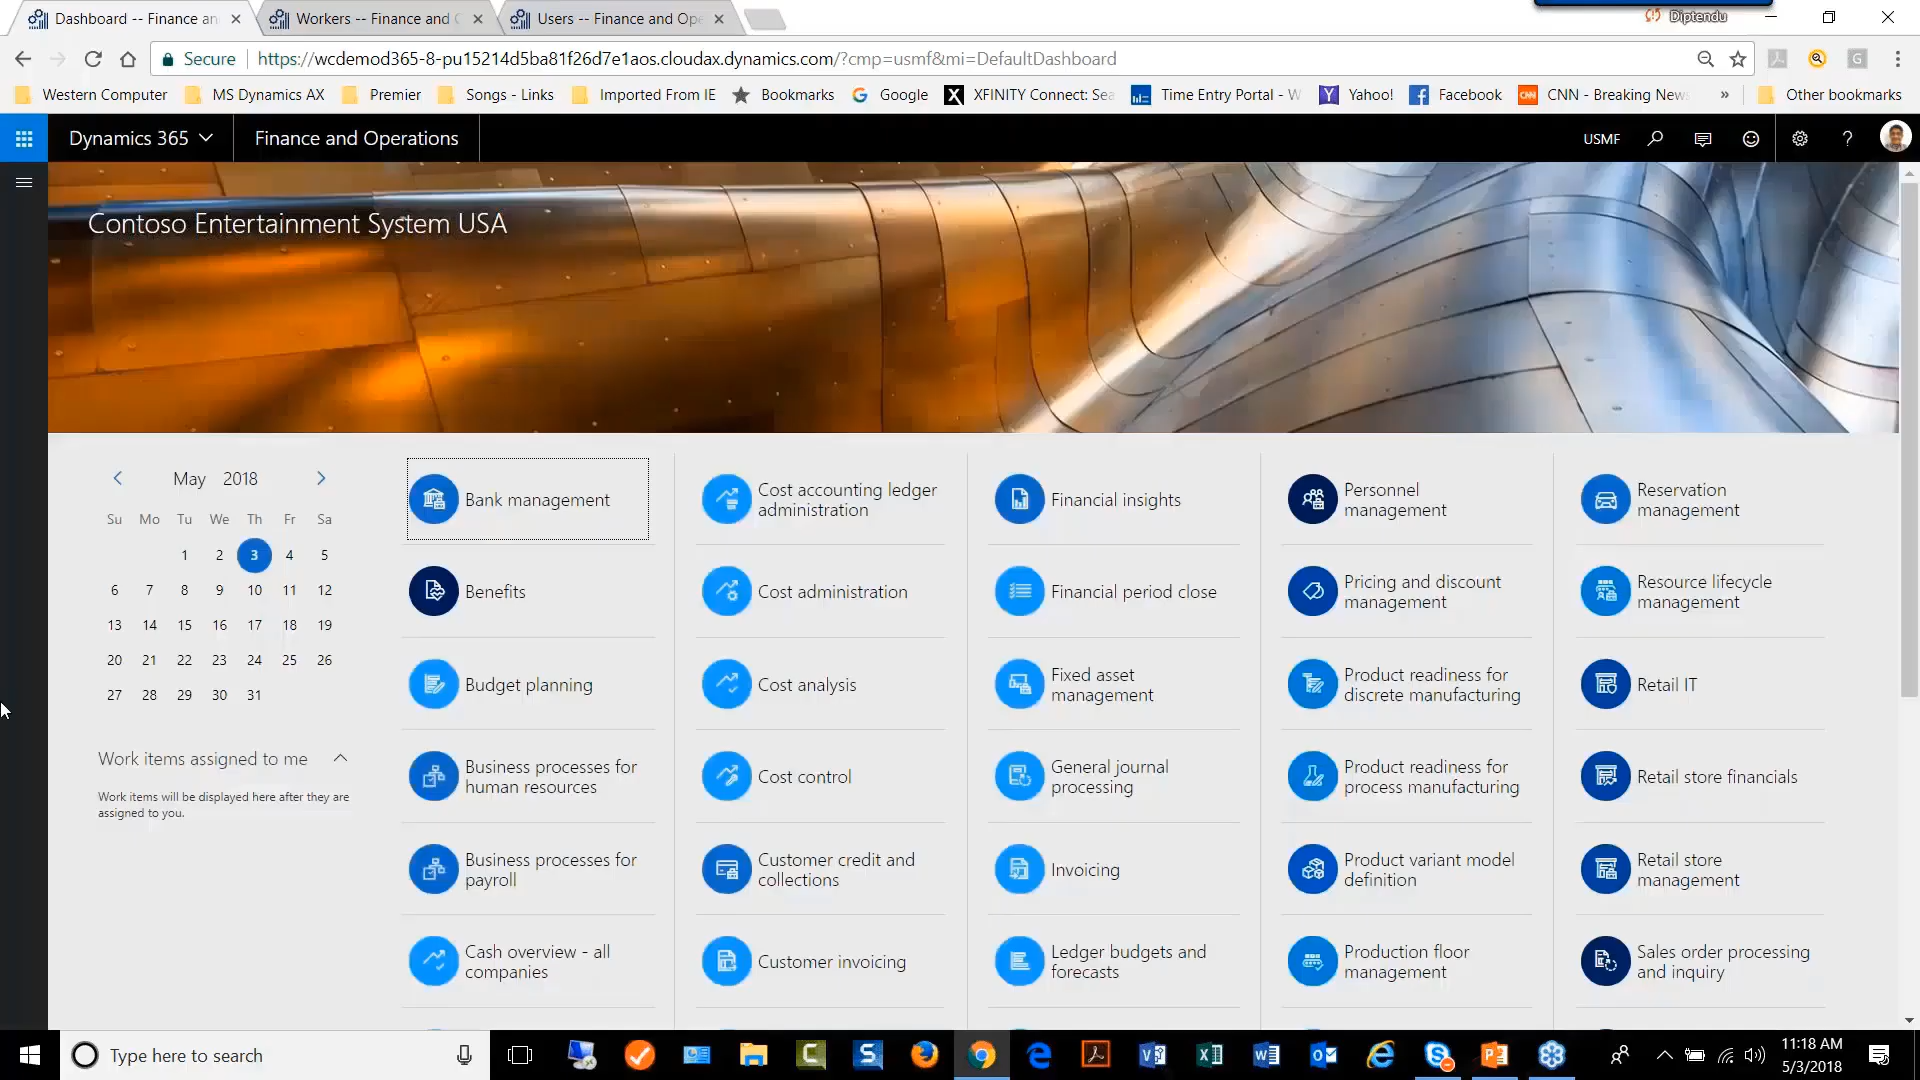 Dashboard -- Finance an
Workers -- Finance and
Users -- Finance and Ope
Diptendu
Secure
https://wcdemod365-8-pu15214d5ba81f26d7e1aos.cloudax.dynamics.com/?cmp=usmf&mi=DefaultDashboard
Western Computer
MS Dynamics AX
Premier
Songs - Links
Imported From IE
Bookmarks
Google
XFINITY Connect: Sea
Time Entry Portal - W
Yahoo!
Facebook
CNN - Breaking New
»
Other bookmarks
Dynamics 365
Finance and Operations
USMF
Contoso Entertainment System USA
May 2018
Su Mo Tu We Th Fr Sa
1 2 3 4 5
6 7 8 9 10 11 12
13 14 15 16 17 18 19
20 21 22 23 24 25 26
27 28 29 30 31
Work items assigned to me
Work items will be displayed here after they are
assigned to you.
Bank management
Benefits
Budget planning
Business processes for
human resources
Business processes for
payroll
Cash overview - all
companies
Cost accounting ledger
administration
Cost administration
Cost analysis
Cost control
Customer credit and
collections
Customer invoicing
Financial insights
Financial period close
Fixed asset
management
General journal
processing
Invoicing
Ledger budgets and
forecasts
Personnel
management
Pricing and discount
management
Product readiness for
discrete manufacturing
Product readiness for
process manufacturing
Product variant model
definition
Production floor
management
Reservation
management
Resource lifecycle
management
Retail IT
Retail store financials
Retail store
management
Sales order processing
and inquiry
Type here to search
11:18 AM
5/3/2018